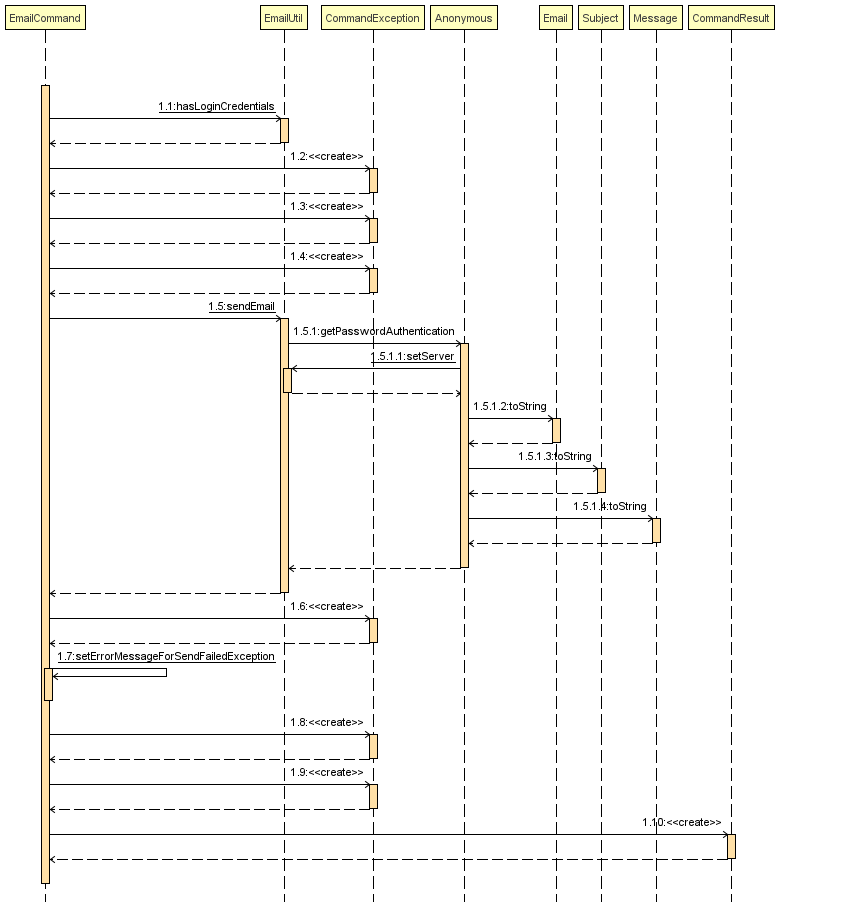 EmailCommand EmailUtil CommandException Anonymous Email Subject Message CommandResult
1.1:hasLoginCredentials
1.2:<<create>>
1.3:<<create>>
1.4:<<create>>
1.5:sendEmail
1.5.1:getPasswordAuthentication
1.5.1.1:setServer
1.5.1.2:toString
1.5.1.3:toString
1.5.1.4:toString
1.6:<<create>>
1.7:setErrorMessageForSendFailedException
1.8:<<create>>
1.9:<<create>>
1.10:<<create>>